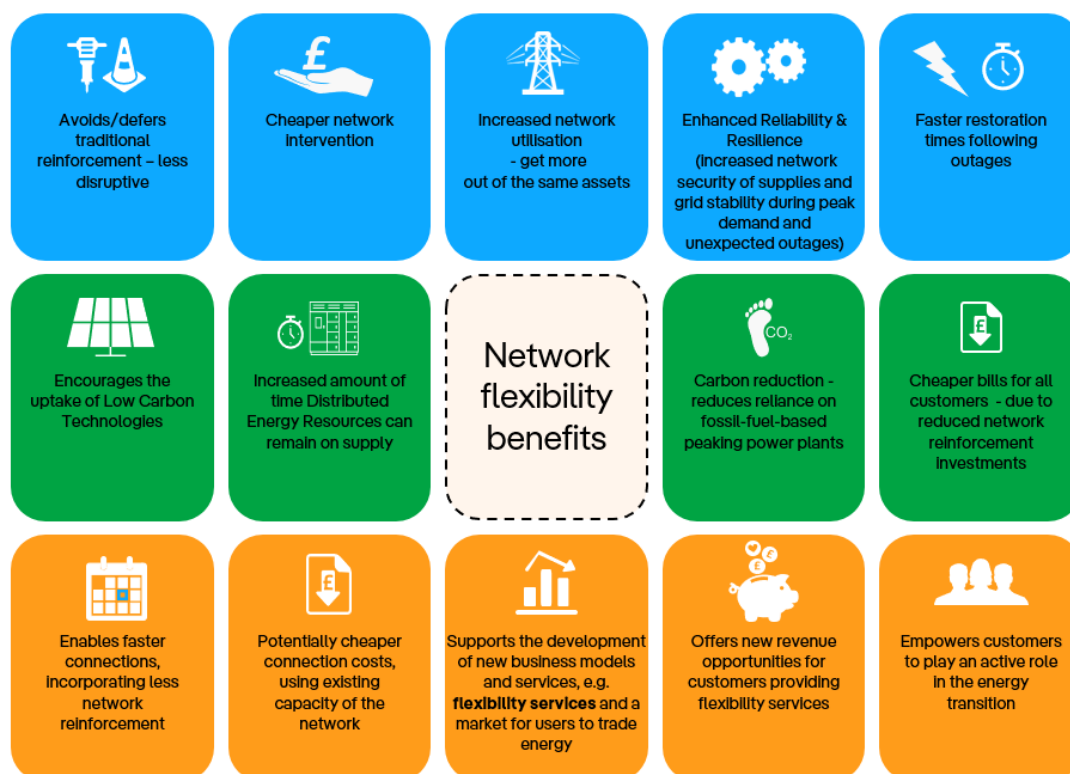 £
Avoids/defers
traditional
reinforcement – less
disruptive
Cheaper network
intervention
Increased network
utilisation
- get more
out of the same assets
Enhanced Reliability &
Resilience
(increased network
security of supplies and
grid stability during peak
demand and
unexpected outages)
Faster restoration
times following
outages
Encourages the
uptake of Low Carbon
Technologies
Increased amount of
time Distributed
Energy Resources can
remain on supply
Network
flexibility
benefits
CO₂
Carbon reduction -
reduces reliance on
fossil-fuel-based
peaking power plants
£
Cheaper bills for all
customers - due to
reduced network
reinforcement
investments
Enables faster
connections,
incorporating less
network
reinforcement
£
Potentially cheaper
connection costs,
using existing
capacity of the
network
Supports the development
of new business models
and services, e.g.
flexibility services and a
market for users to trade
energy
£
£
Offers new revenue
opportunities for
customers providing
flexibility services
Empowers customers
to play an active role
in the energy
transition